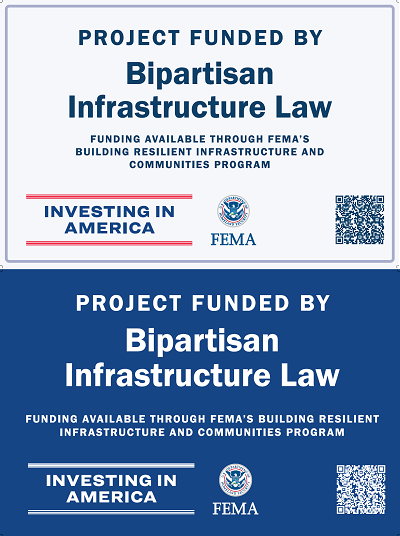 PROJECT FUNDED BY
Bipartisan
Infrastructure Law
FUNDING AVAILABLE THROUGH FEMA'S
BUILDING RESILIENT INFRASTRUCTURE AND
COMMUNITIES PROGRAM
INVESTING IN
AMERICA
FEMA
PROJECT FUNDED BY
Bipartisan
Infrastructure Law
FUNDING AVAILABLE THROUGH FEMA'S BUILDING RESILIENT
INFRASTRUCTURE AND COMMUNITIES PROGRAM
INVESTING IN
AMERICA
FEMA